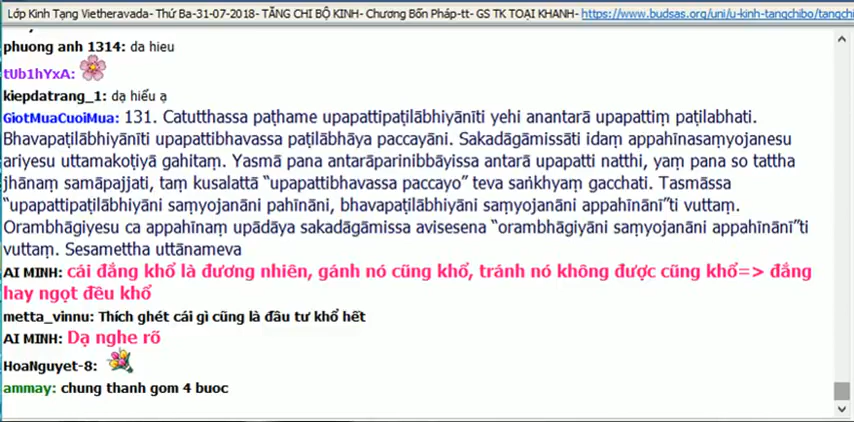 Lớp Kinh Tạng Vietheravada- Thứ Ba-31-07-2018- TĂNG CHI BỘ KINH- Chương Bốn Pháp-tt- GS TK TOẠI KHANH- https://www.budsas.org/uni/u-kinh-tangchibo/tangchi
phuong anh 1314: da hieu
tUb1hYxA:
kiepdatrang_1: dạ hiểu ạ
GiotMuaCuoiMua: 131. Catutthassa paṭhame upapattipaṭilābhiyānīti yehi anantarā upapattiṃ paṭilabhati.
Bhavapaṭilābhiyānīti upapattibhavassa paṭilābhāya paccayāni. Sakadāgāmissāti idaṃ appahīnasaṃyojanesu
ariyesu uttamakoṭiyā gahitaṃ. Yasmā pana antarāparinibbāyissa antarā upapatti natthi, yaṃ pana so tattha
jhānaṃ samāpajjati, taṃ kusalattā “upapattibhavassa paccayo” teva saṅkhyaṃ gacchati. Tasmāssa
“upapattipaṭilābhiyāni saṃyojanāni pahīnāni, bhavapaṭilābhiyāni saṃyojanāni appahīnānī”ti vuttaṃ.
Orambhāgiyesu ca appahīnaṃ upādāya sakadāgāmissa avisesena “orambhāgiyāni saṃyojanāni appahīnānī”ti
vuttaṃ. Sesamettha uttānameva
AI MINH: cái đắng khổ là đương nhiên, gánh nó cũng khổ, tránh nó không được cũng khổ=> đắng
hay ngọt đều khổ
metta_vinnu: Thích ghét cái gì cũng là đầu tư khổ hết
AI MINH: Dạ nghe rõ
HoaNguyet-8:
ammay: chung thanh gom 4 buoc